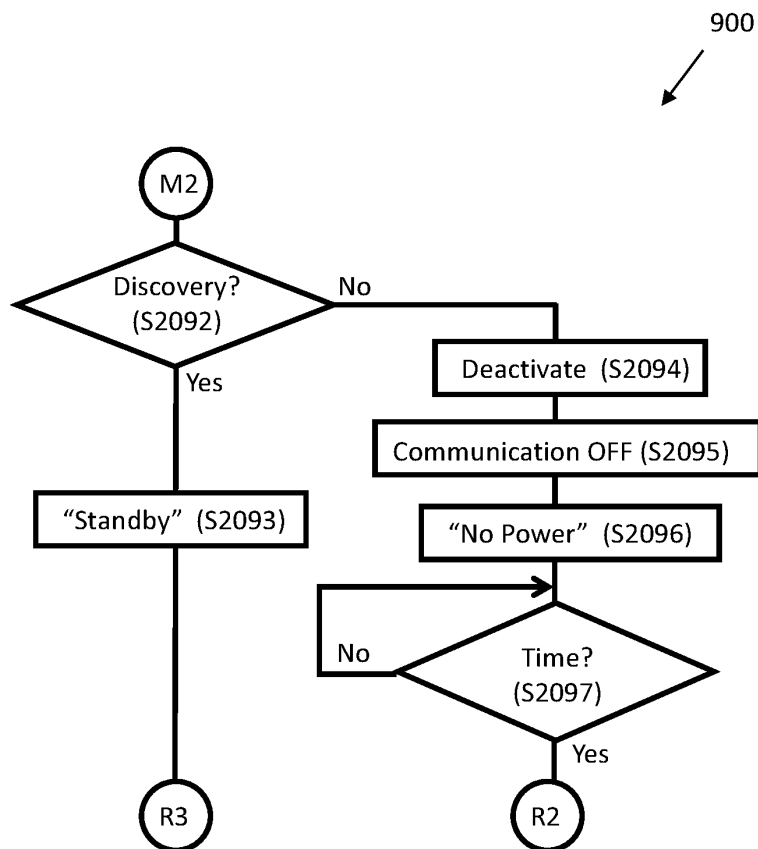 900
M2
Discovery?
(S2092)
No
Yes
Deactivate (S2094)
Communication OFF (S2095)
“Standby” (S2093)
“No Power” (S2096)
No
Time?
(S2097)
Yes
R3
R2